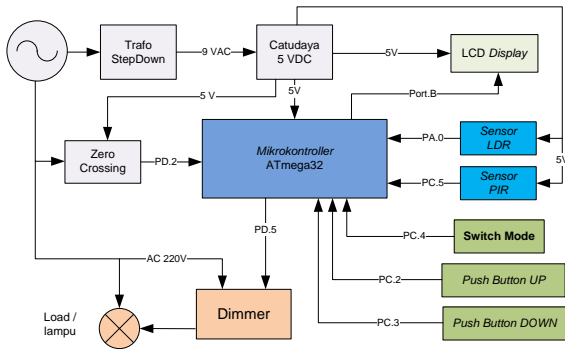 Trafo
StepDown
9 VAC
Catudaya
5 VDC
5V
LCD Display
5 V
5V
Port.B
Zero
Crossing
PD.2
Mikrokontroller
ATmega32
PA.0
Sensor
LDR
5V
PC.5
Sensor
PIR
PD.5
PC.4
Switch Mode
AC 220V
PC.2
Push Button UP
Load /
lampu
Dimmer
PC.3
Push Button DOWN